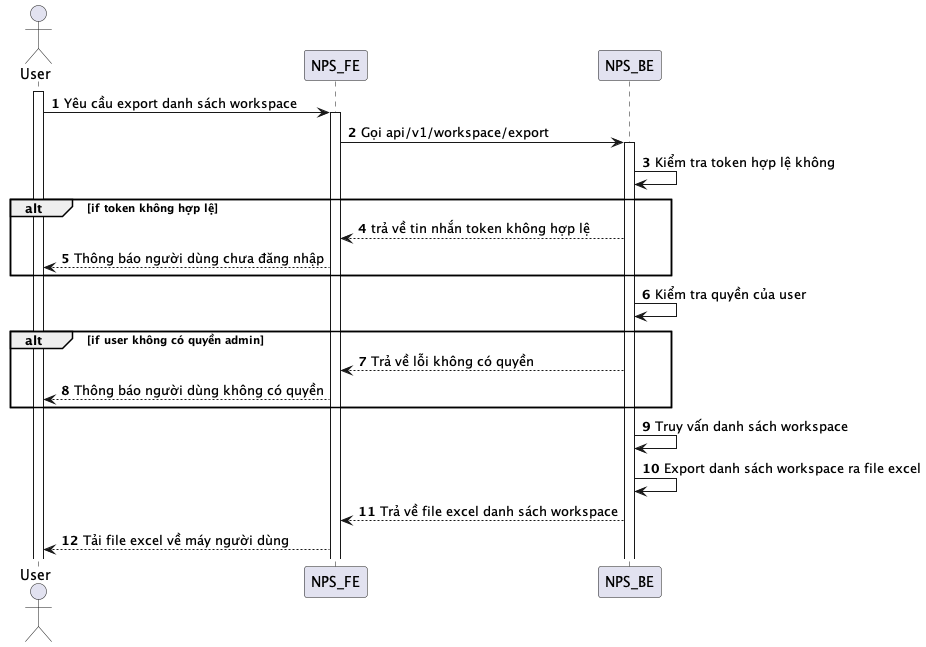 User
NPS_FE
NPS_BE
1 Yêu cầu export danh sách workspace
2 Gọi api/v1/workspace/export
3 Kiểm tra token hợp lệ không
alt [if token không hợp lệ]
4 trả về tin nhắn token không hợp lệ
5 Thông báo người dùng chưa đăng nhập
6 Kiểm tra quyền của user
alt [if user không có quyền admin]
7 Trả về lỗi không có quyền
8 Thông báo người dùng không có quyền
9 Truy vấn danh sách workspace
10 Export danh sách workspace ra file excel
11 Trả về file excel danh sách workspace
12 Tải file excel về máy người dùng
User
NPS_FE
NPS_BE